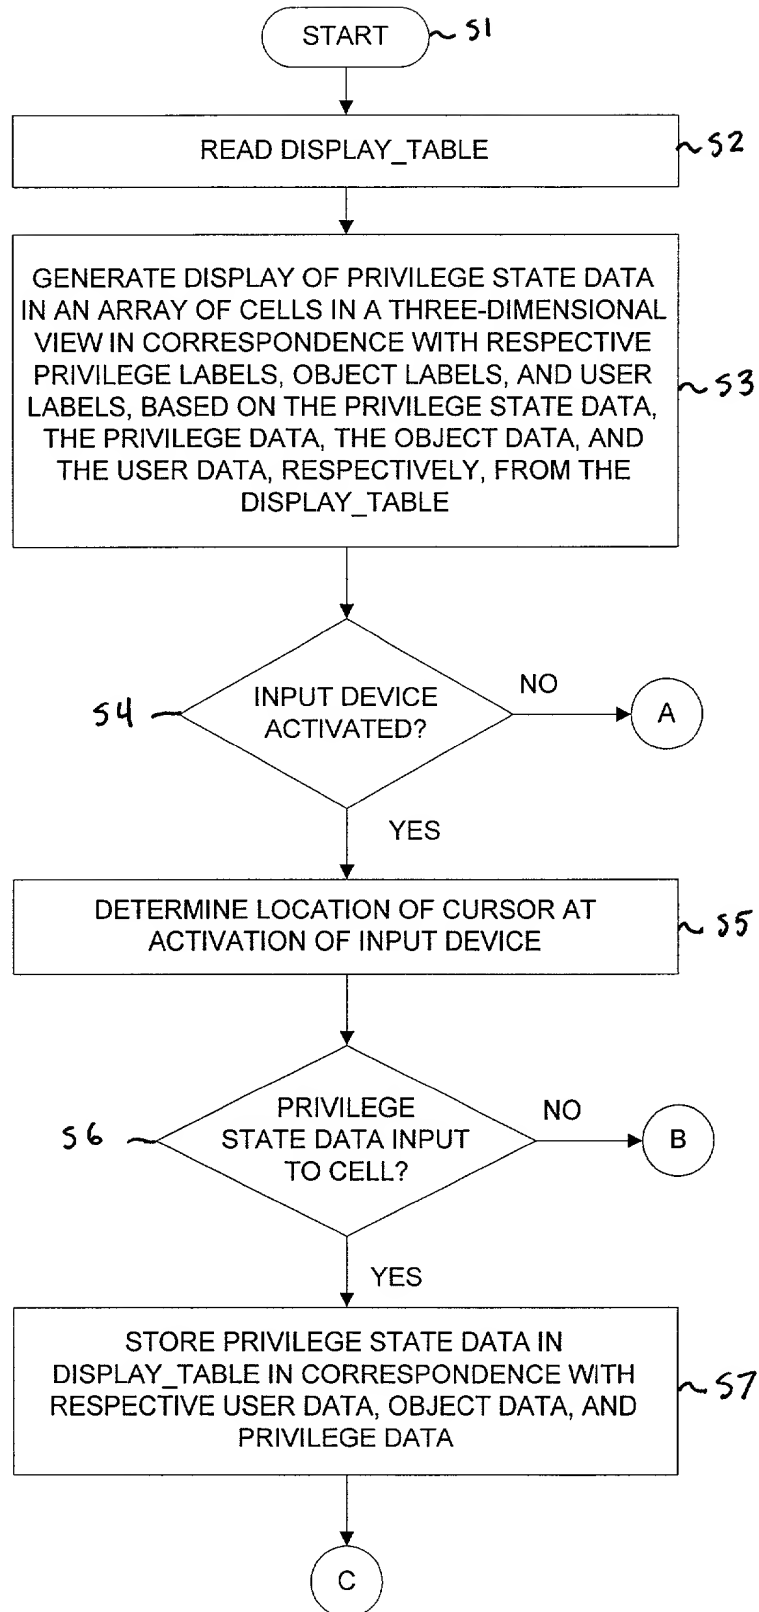 START
S1
READ DISPLAY_TABLE
S2
GENERATE DISPLAY OF PRIVILEGE STATE DATA
IN AN ARRAY OF CELLS IN A THREE-DIMENSIONAL
VIEW IN CORRESPONDENCE WITH RESPECTIVE
PRIVILEGE LABELS, OBJECT LABELS, AND USER
LABELS, BASED ON THE PRIVILEGE STATE DATA,
THE PRIVILEGE DATA, THE OBJECT DATA, AND
THE USER DATA, RESPECTIVELY, FROM THE
DISPLAY_TABLE
S3
S4
INPUT DEVICE
ACTIVATED?
NO
A
YES
DETERMINE LOCATION OF CURSOR AT
ACTIVATION OF INPUT DEVICE
S5
S6
PRIVILEGE
STATE DATA INPUT
TO CELL?
NO
B
YES
STORE PRIVILEGE STATE DATA IN
DISPLAY_TABLE IN CORRESPONDENCE WITH
RESPECTIVE USER DATA, OBJECT DATA, AND
PRIVILEGE DATA
S7
C